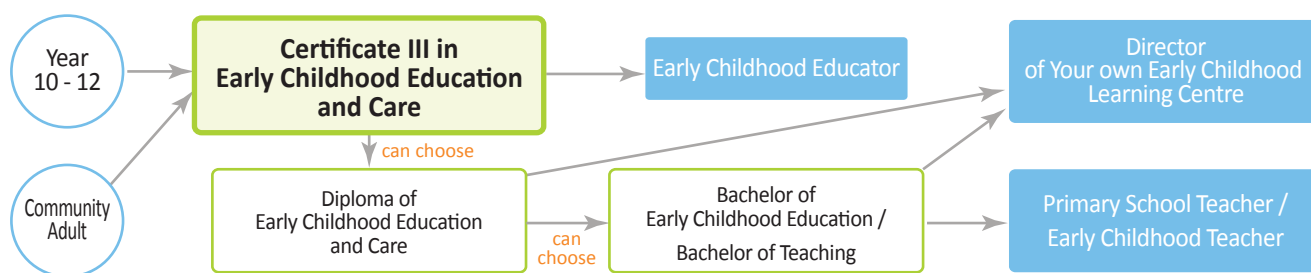 Year
10 - 12
Certificate III in
Early Childhood Education
and Care
Early Childhood Educator
Director
of Your own Early Childhood
Learning Centre
can choose
Community
Adult
Diploma of
Early Childhood Education
and Care
can
choose
Bachelor of
Early Childhood Education /
Bachelor of Teaching
Primary School Teacher /
Early Childhood Teacher